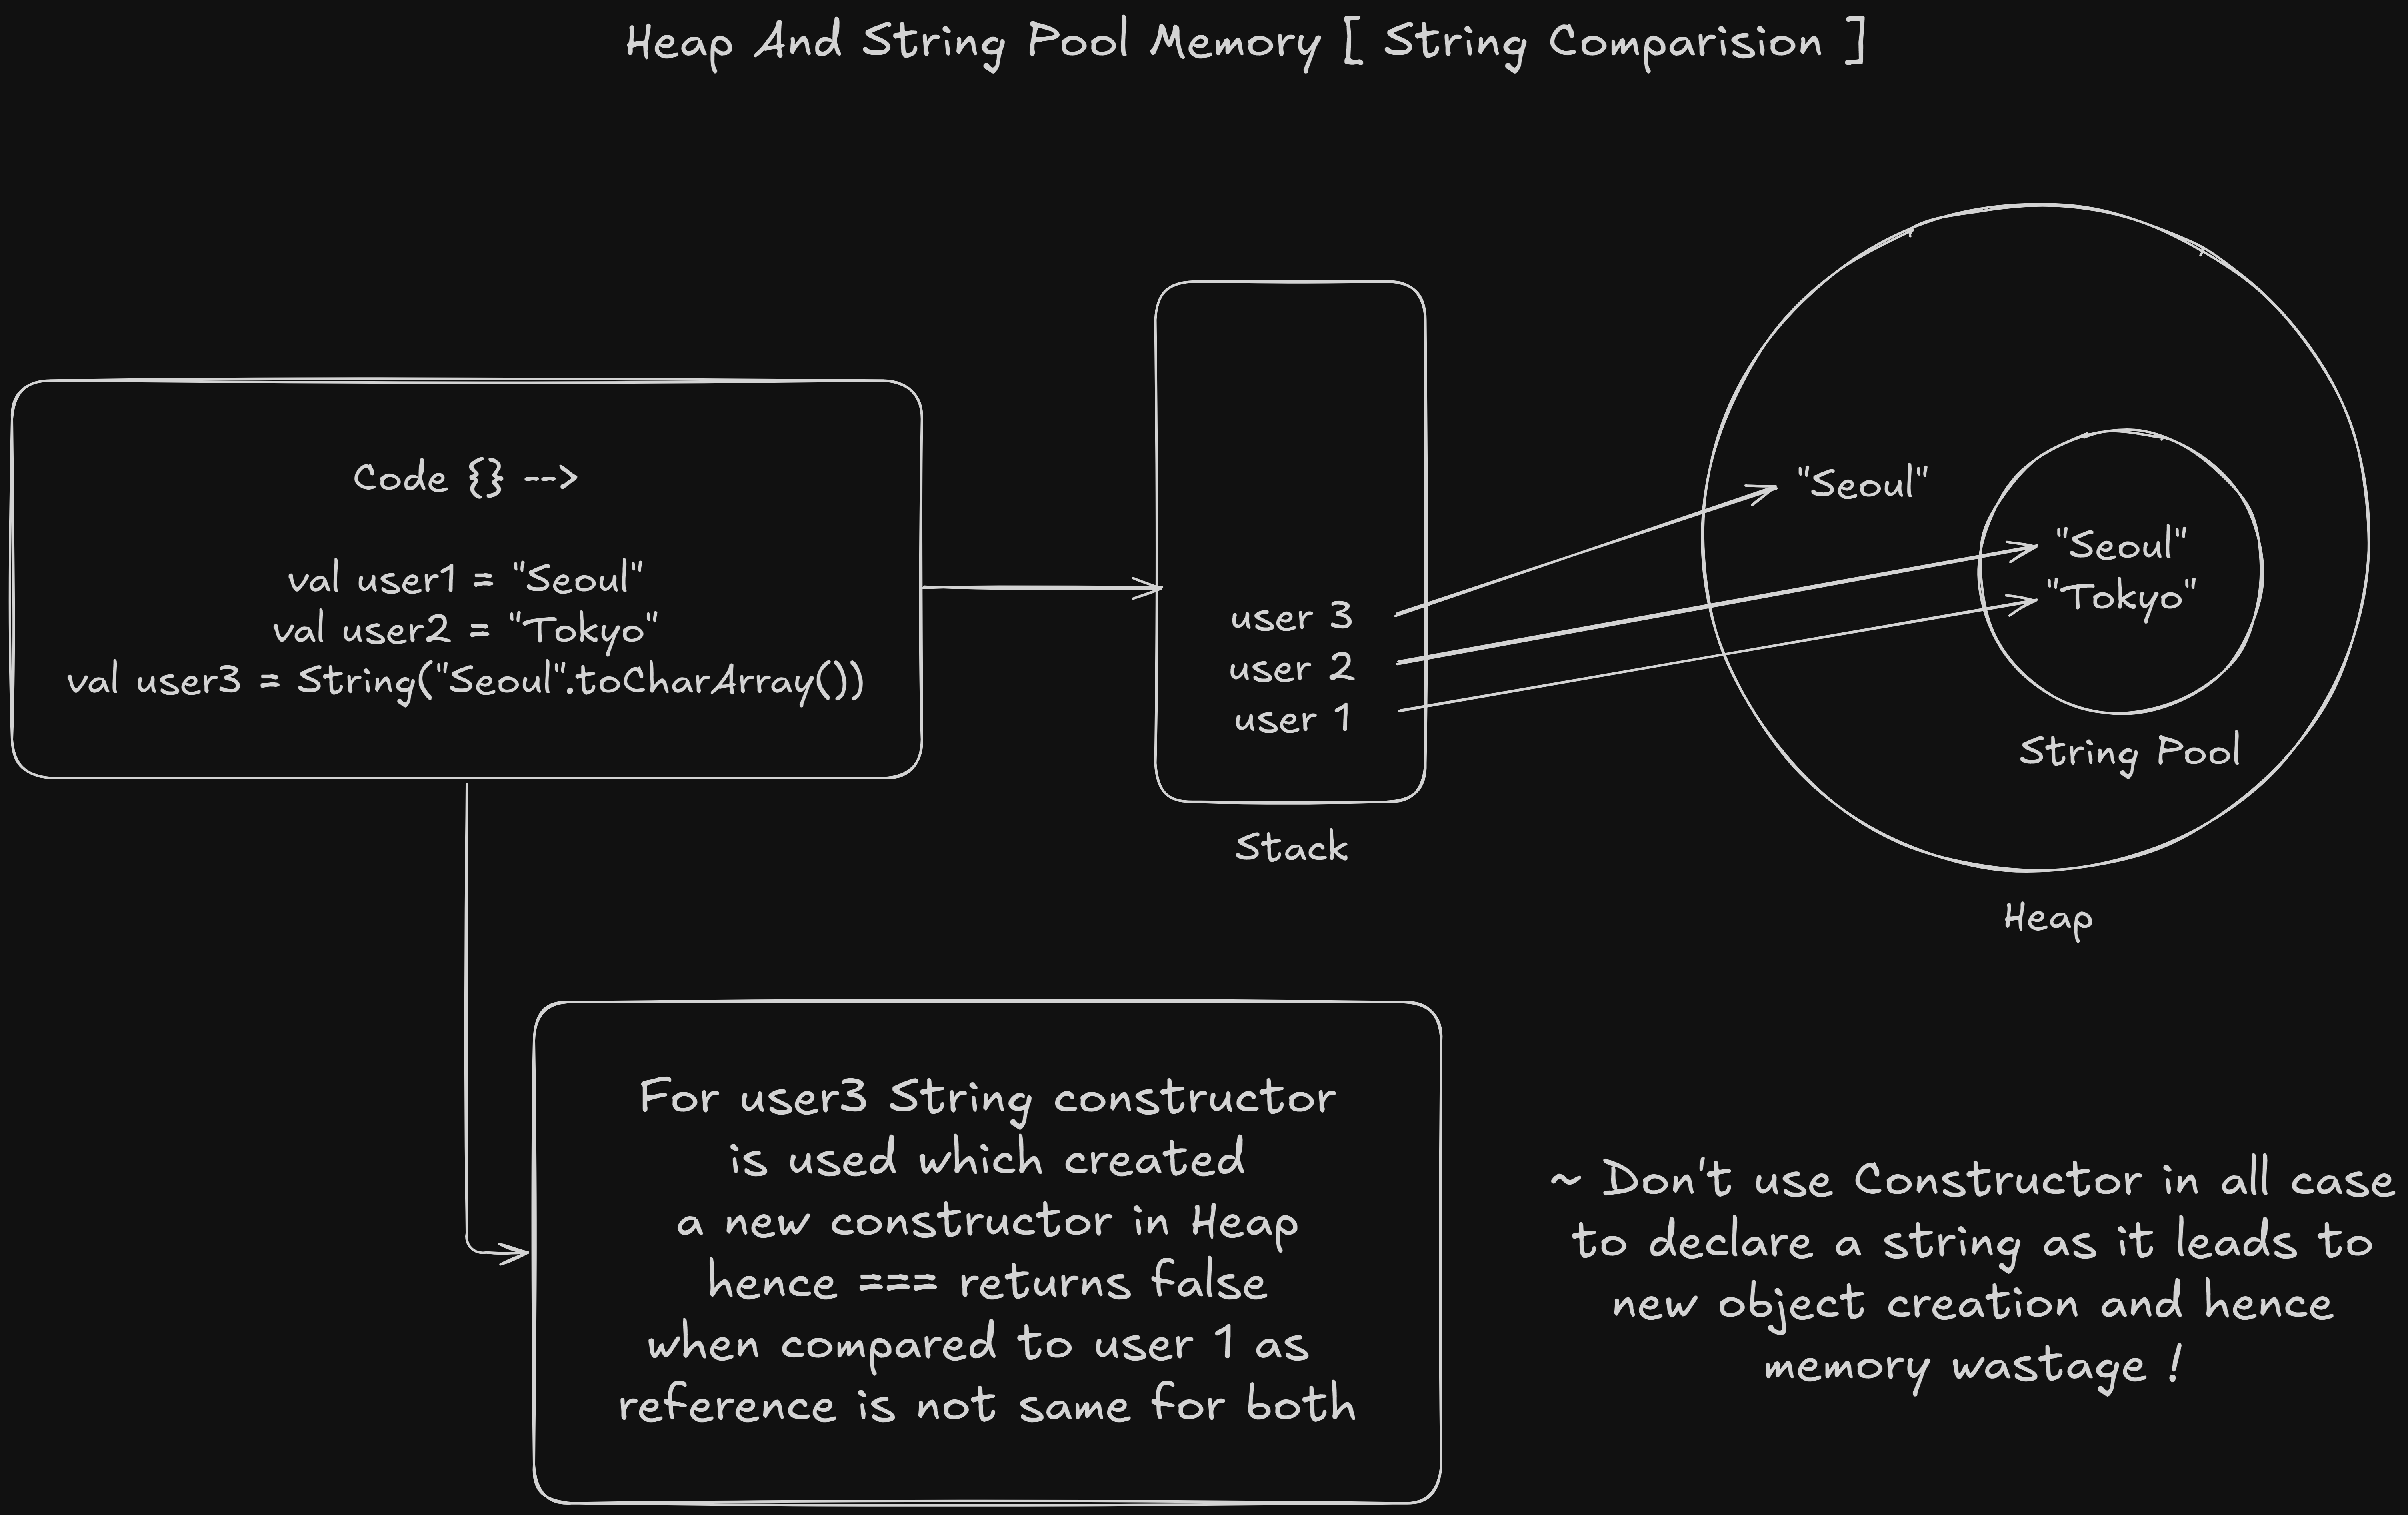 Heap And String Pool Memory [ String Comparision ]
Code {} -->
val user1 = "Seoul"
val user2 = "Tokyo"
val user3 = String("Seoul".toCharArray())
user 3
user 2
user 1
Stack
"Seoul"
"Seoul"
"Tokyo"
String Pool
Heap
For user3 String constructor
is used which created
a new constructor in Heap
hence === returns false
when compared to user 1 as
reference is not same for both
~ Don't use Constructor in all case
to declare a string as it leads to
new object creation and hence
memory wastage !